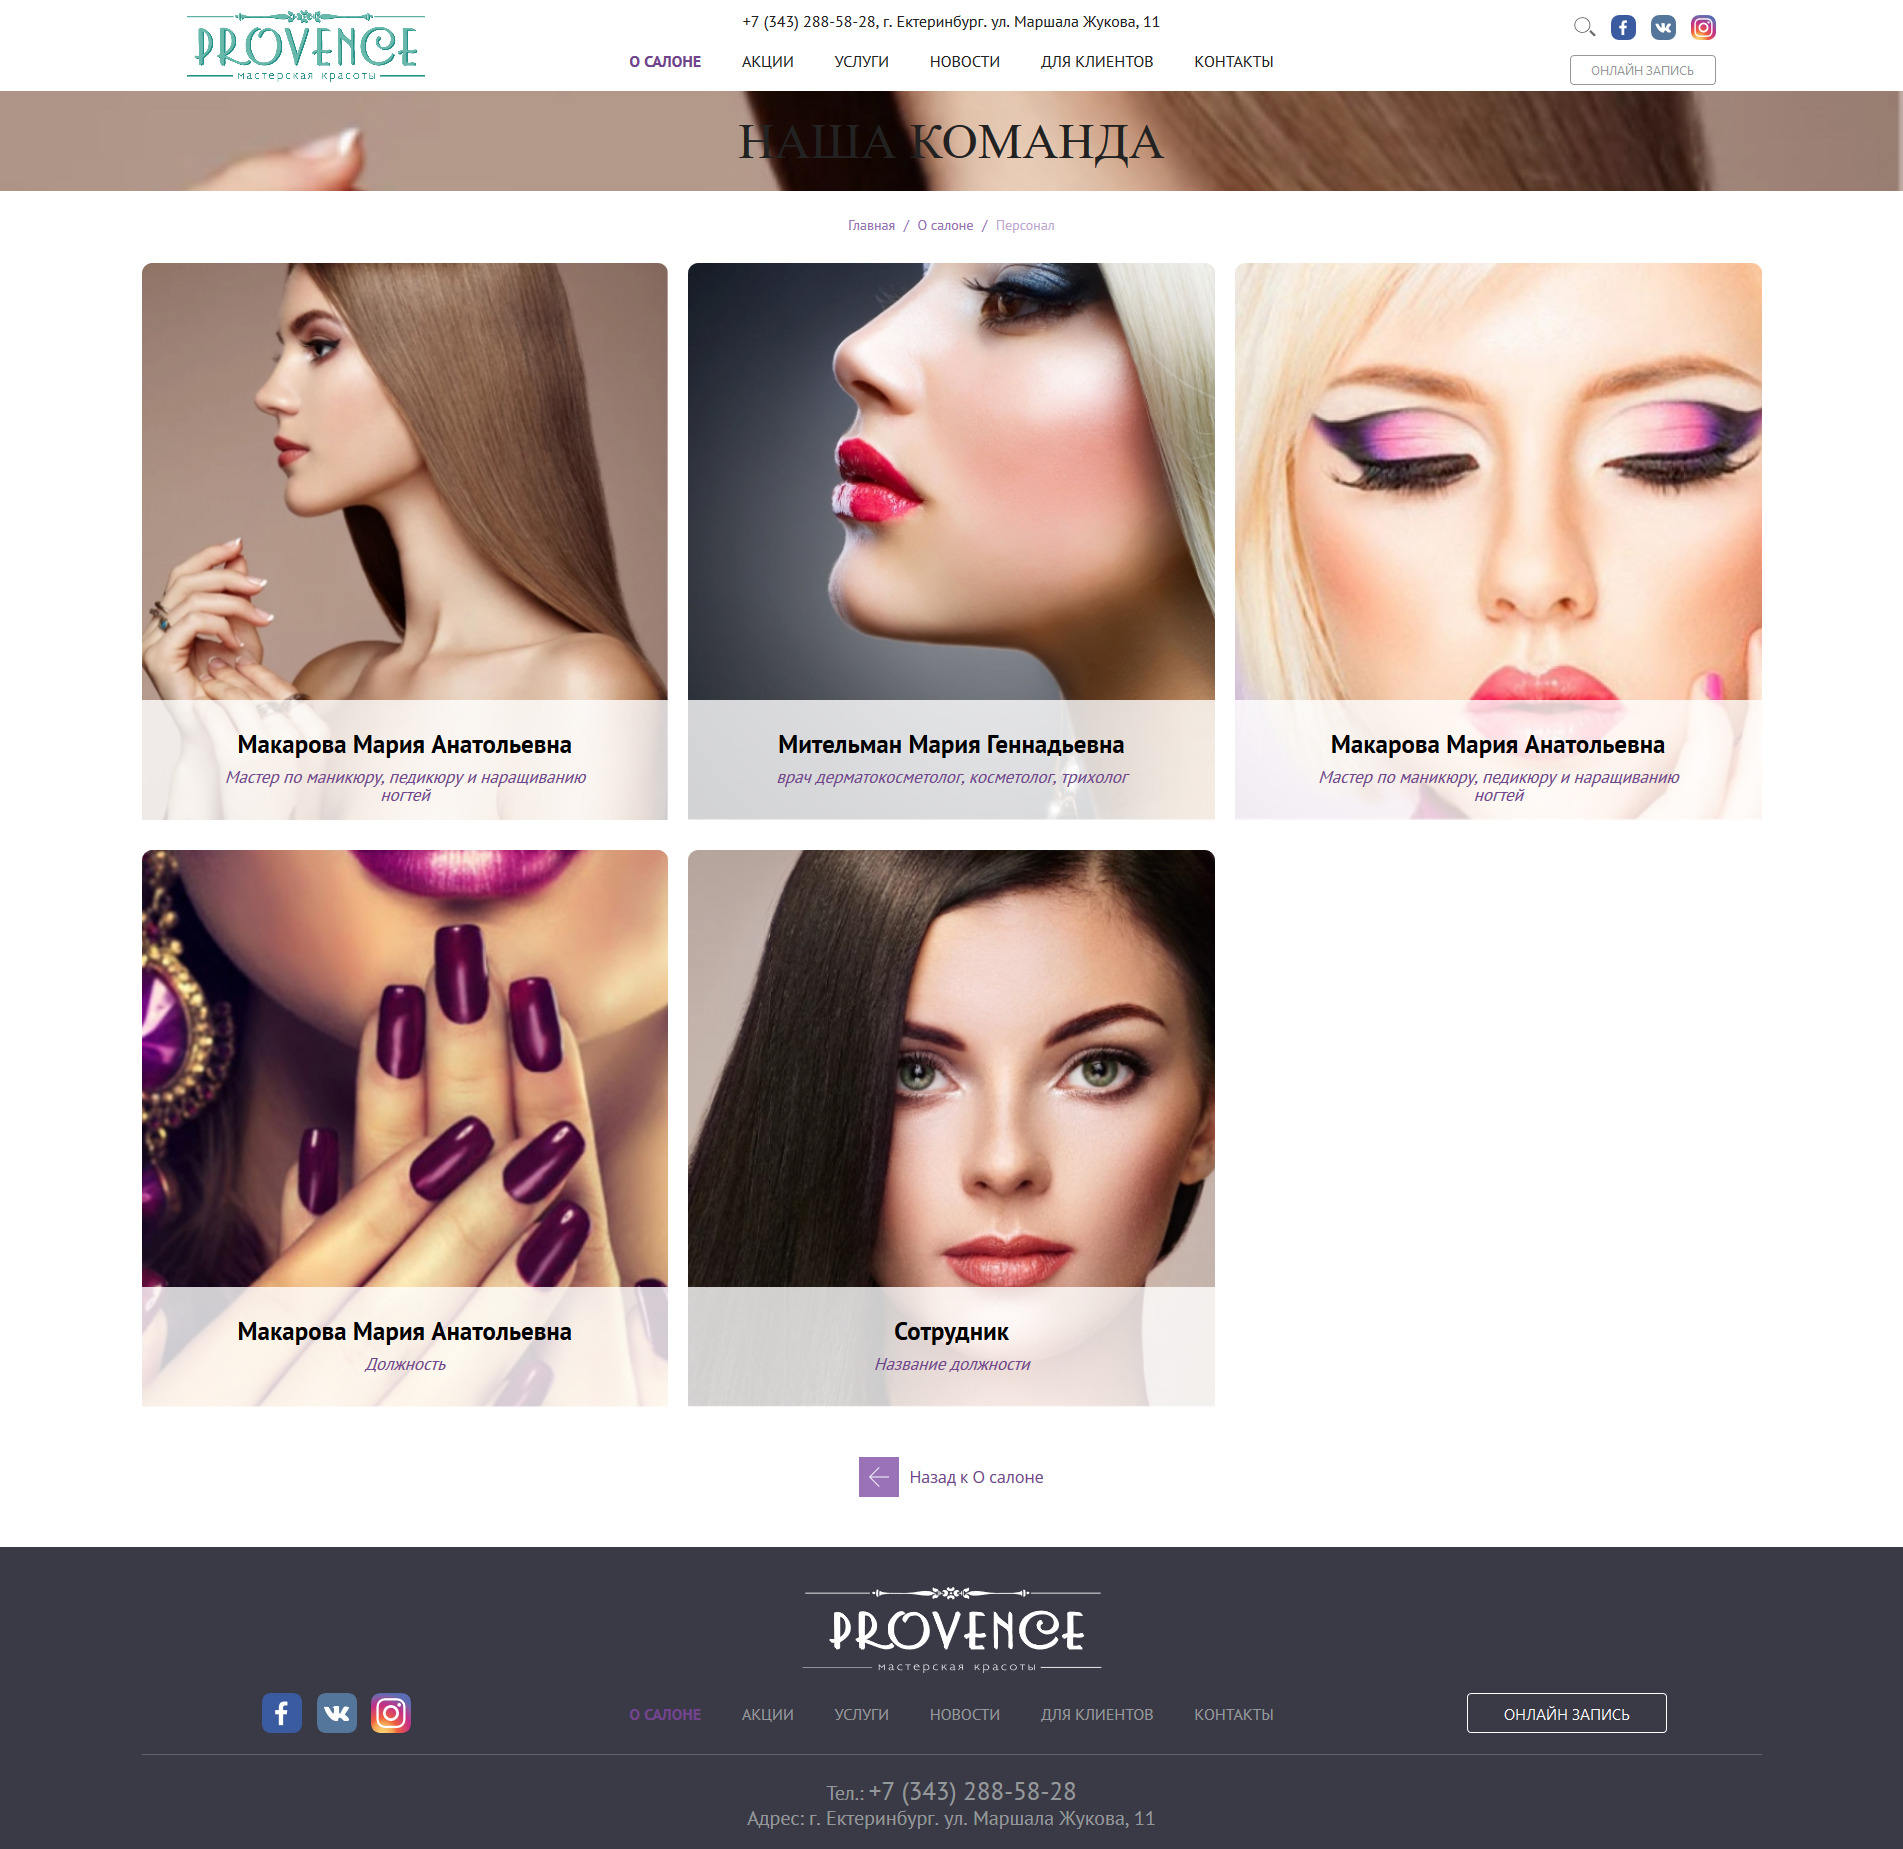 PROVENCE
мастерская красоты
+7 (343) 288-58-28, г. Ектеринбург. ул. Маршала Жукова, 11
О САЛОНЕ АКЦИИ УСЛУГИ НОВОСТИ ДЛЯ КЛИЕНТОВ КОНТАКТЫ
ОНЛАЙН ЗАПИСЬ
НАША КОМАНДА
Главная / О салоне / Персонал
Макарова Мария Анатольевна
Мастер по маникюру, педикюру и наращиванию
ногтей
Мительман Мария Геннадьевна
врач дерматокосметолог, косметолог, трихолог
Макарова Мария Анатольевна
Мастер по маникюру, педикюру и наращиванию
ногтей
Макарова Мария Анатольевна
Должность
Сотрудник
Название должности
Назад к О салоне
PROVENCE
мастерская красоты
О САЛОНЕ АКЦИИ УСЛУГИ НОВОСТИ ДЛЯ КЛИЕНТОВ КОНТАКТЫ
ОНЛАЙН ЗАПИСЬ
Тел.: +7 (343) 288-58-28
Адрес: г. Ектеринбург. ул. Маршала Жукова, 11